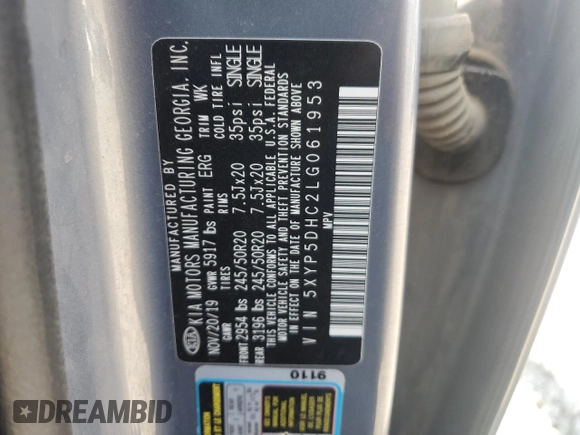 MANUFACTURED BY
KIA KIA MOTORS MANUFACTURING GEORGIA, INC.
NOV/20/19 GVWR 5917 lbs PAINT ERG TRIM WK
GAWR TIRES RIMS COLD TIRE INFL
FRONT 2954 lbs 245/50R20 7.5Jx20 35psi SINGLE
REAR 3196 lbs 245/50R20 7.5Jx20 35psi SINGLE
THIS VEHICLE CONFORMS TO ALL APPLICABLE U.S.A. FEDERAL
MOTOR VEHICLE SAFETY AND THEFT PREVENTION STANDARDS
IN EFFECT ON THE DATE OF MANUFACTURE SHOWN ABOVE
VIN 5XYP5DHC2LG061953
MPV
9110
DREAMBID